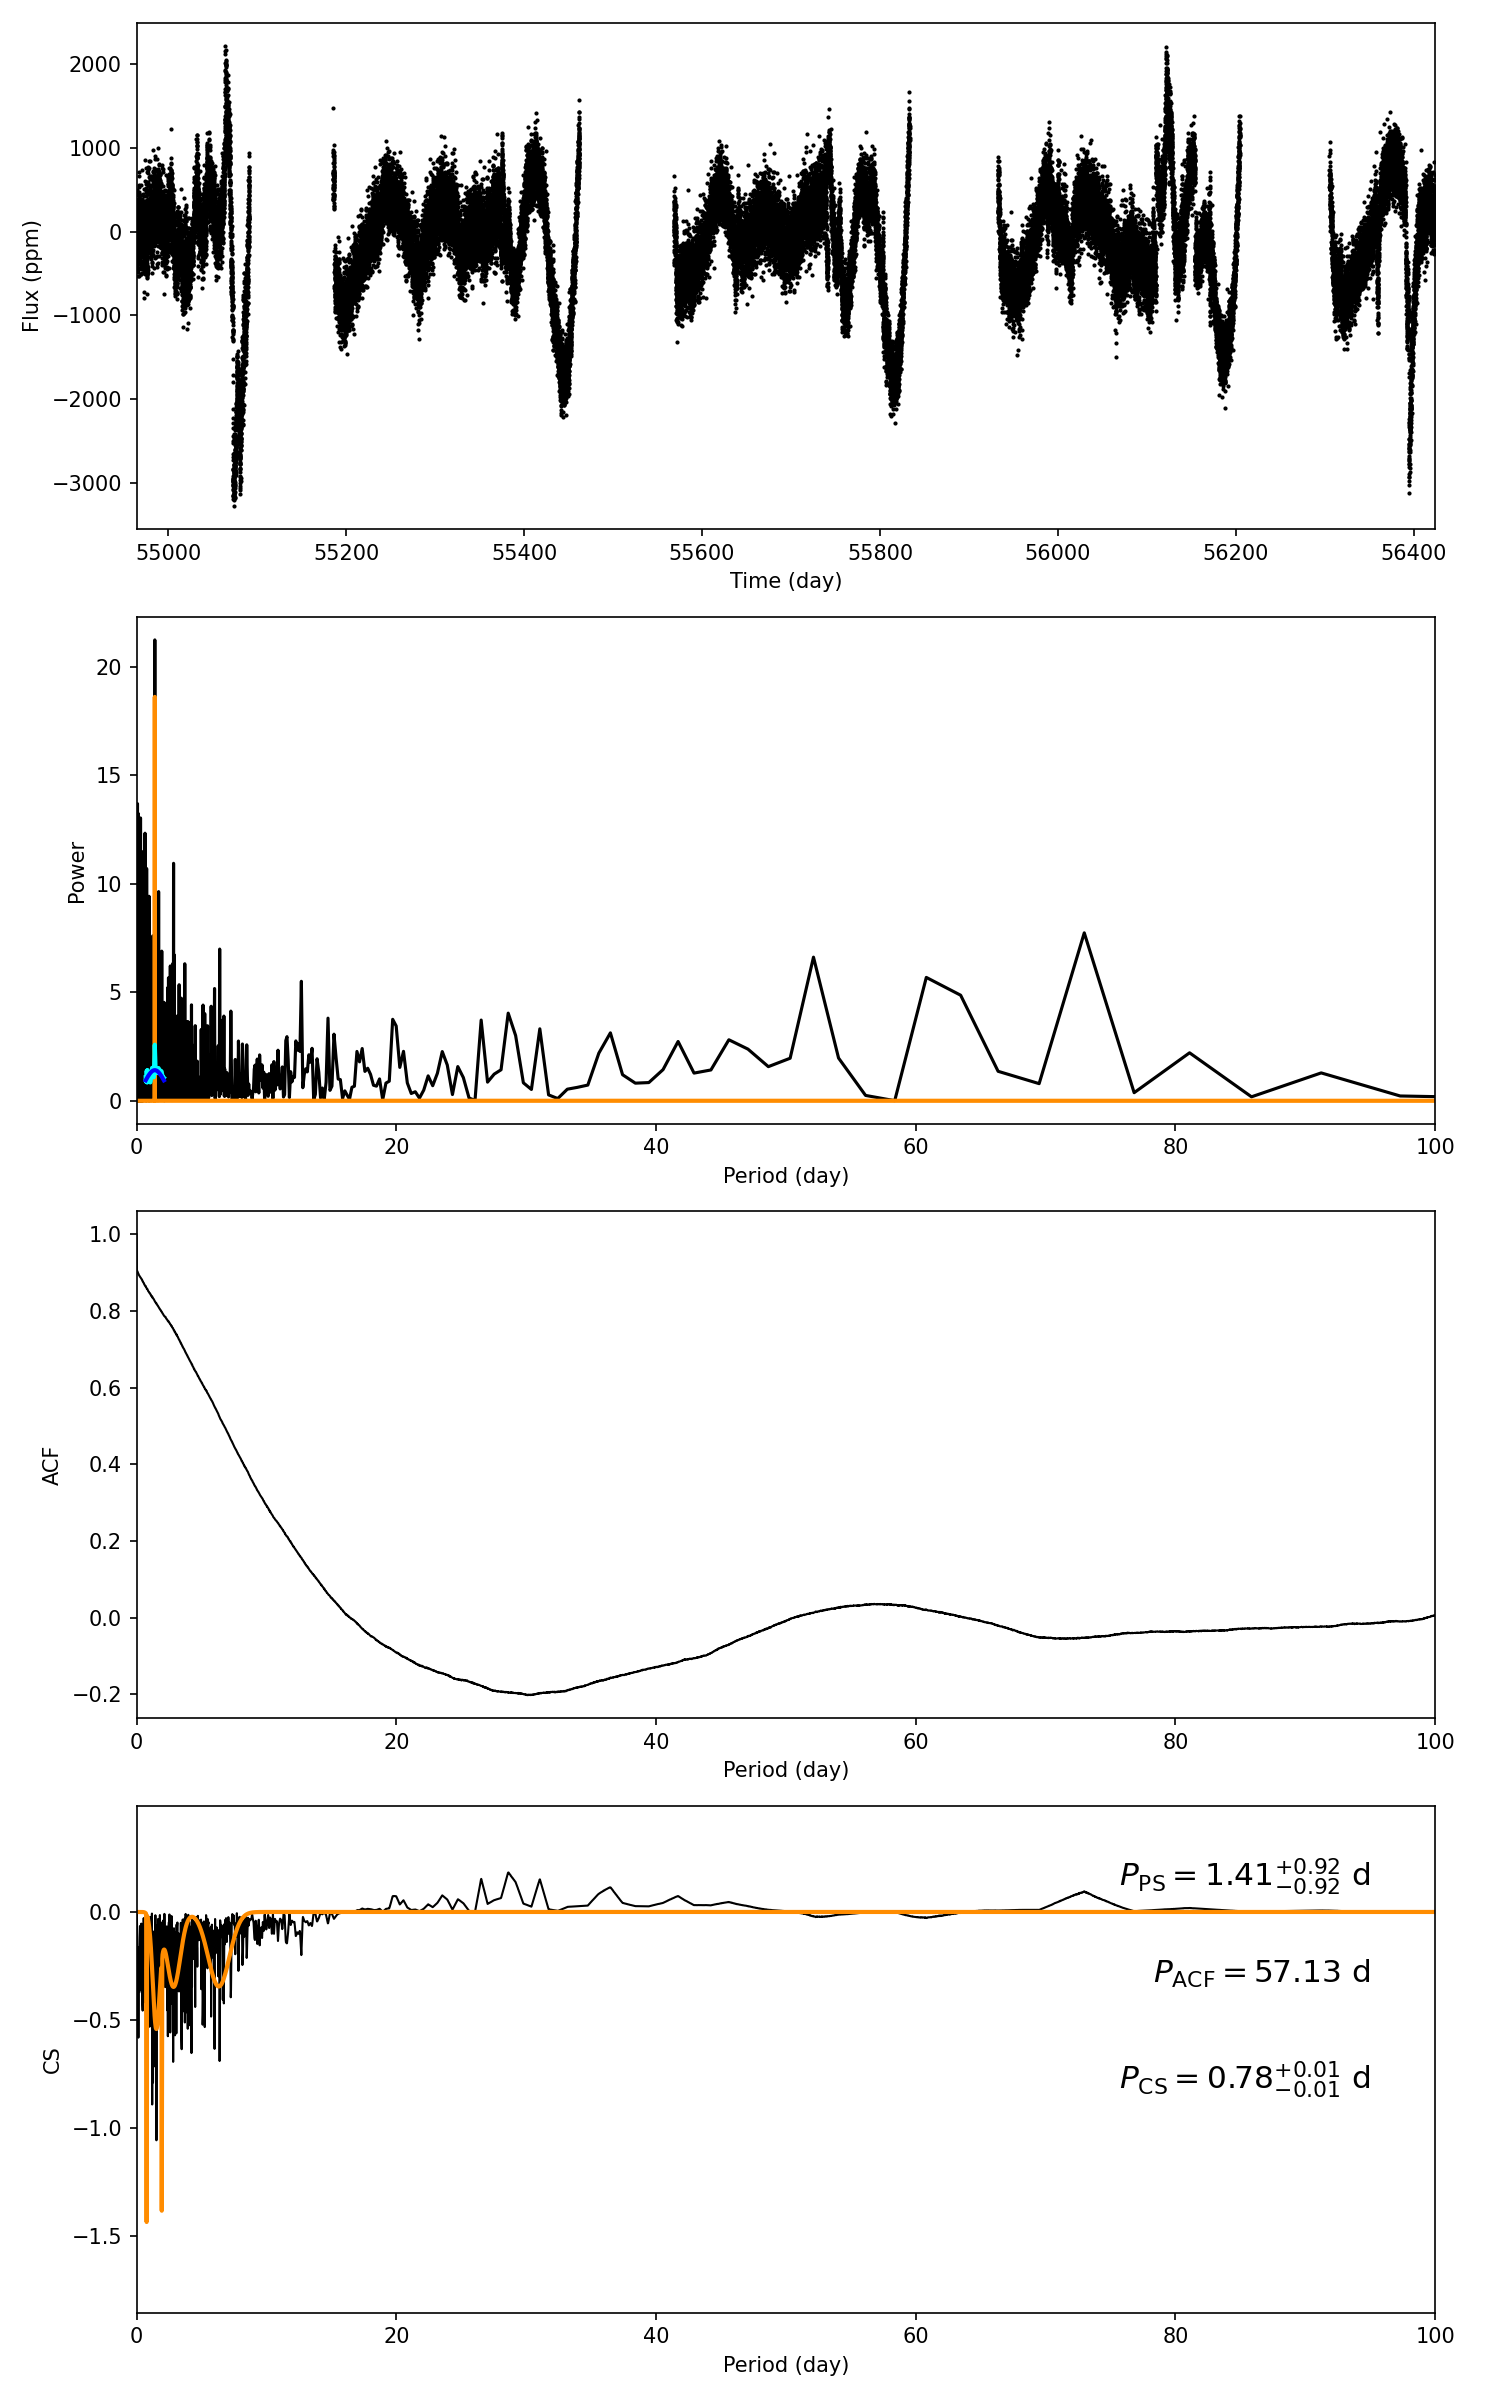 2000
1000
0
−1000
−2000
−3000
Flux (ppm)
55000 55200 55400 55600 55800 56000 56200 56400
Time (day)
20
15
10
5
0
Power
0 20 40 60 80 100
Period (day)
1.0
0.8
0.6
0.4
0.2
0.0
−0.2
ACF
0 20 40 60 80 100
Period (day)
0.0
−0.5
−1.0
−1.5
CS
P_PS = 1.41^{+0.92}_{−0.92} d
P_ACF = 57.13 d
P_CS = 0.78^{+0.01}_{−0.01} d
0 20 40 60 80 100
Period (day)